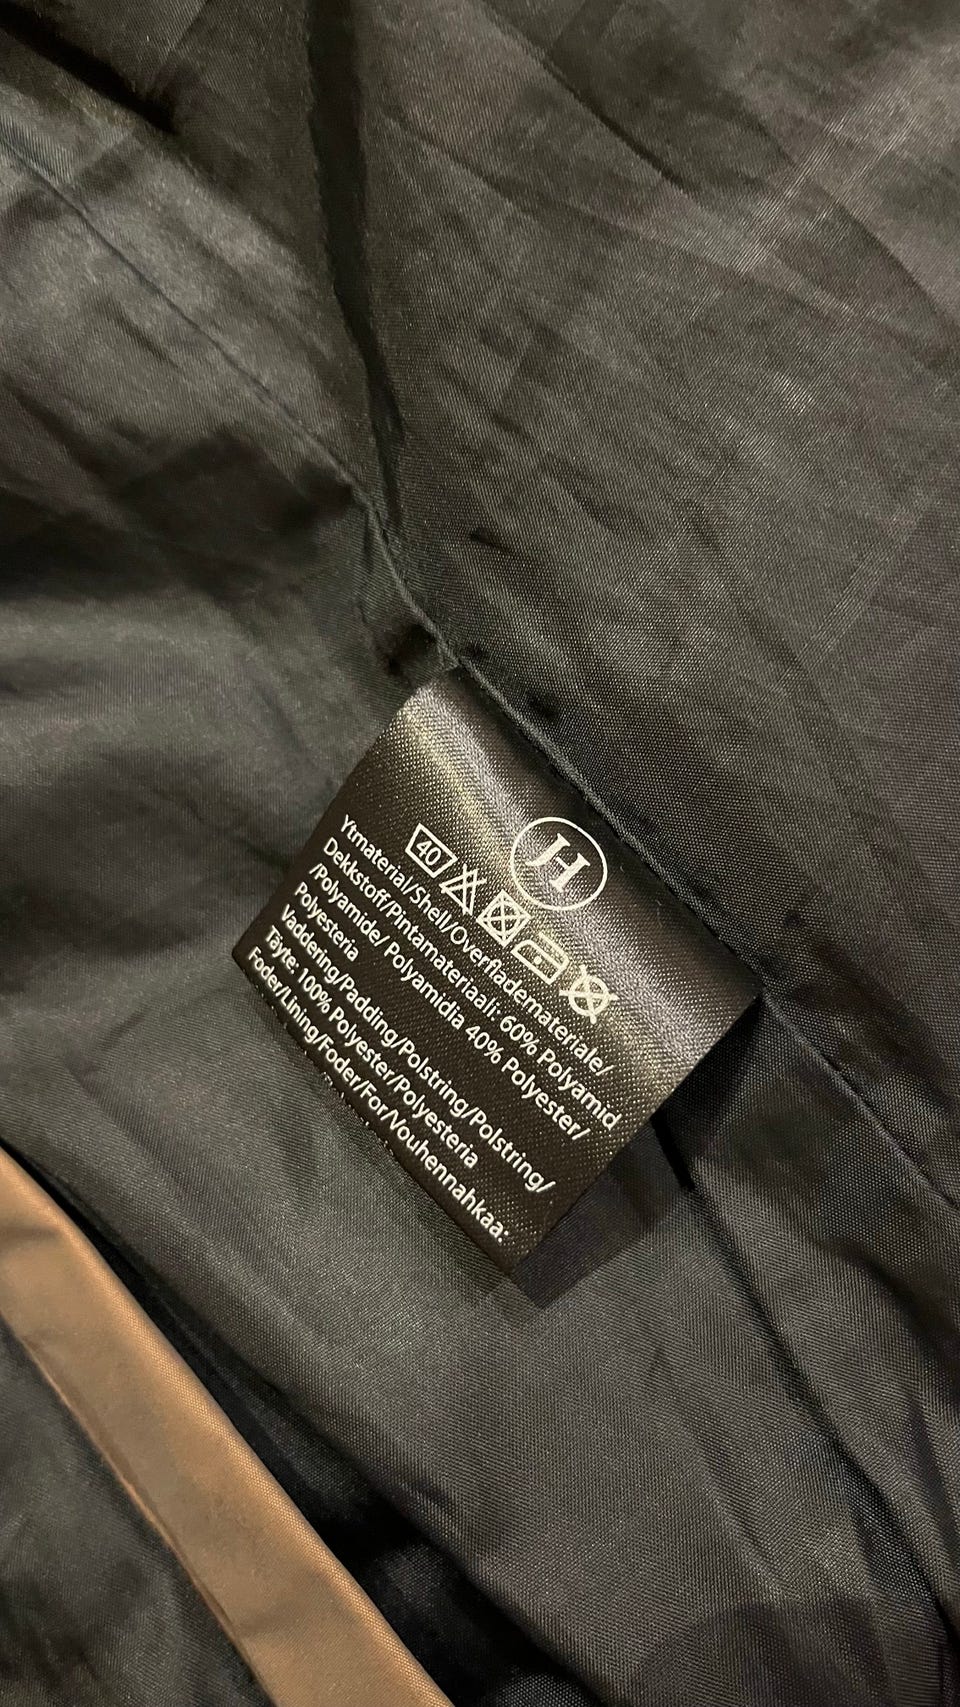 H
40
Ytmaterial/Shell/Overflademateriale/
Dekkstoff/Pintamateriaali: 60% Polyamid
/Polyamide/ Polyamidia 40% Polyester/
Polyesteria
Vaddering/Padding/Polstring/Polstring/
Täyte: 100% Polyester/Polyesteria
Foder/Lining/Foder/For/Vouhennahkaa: